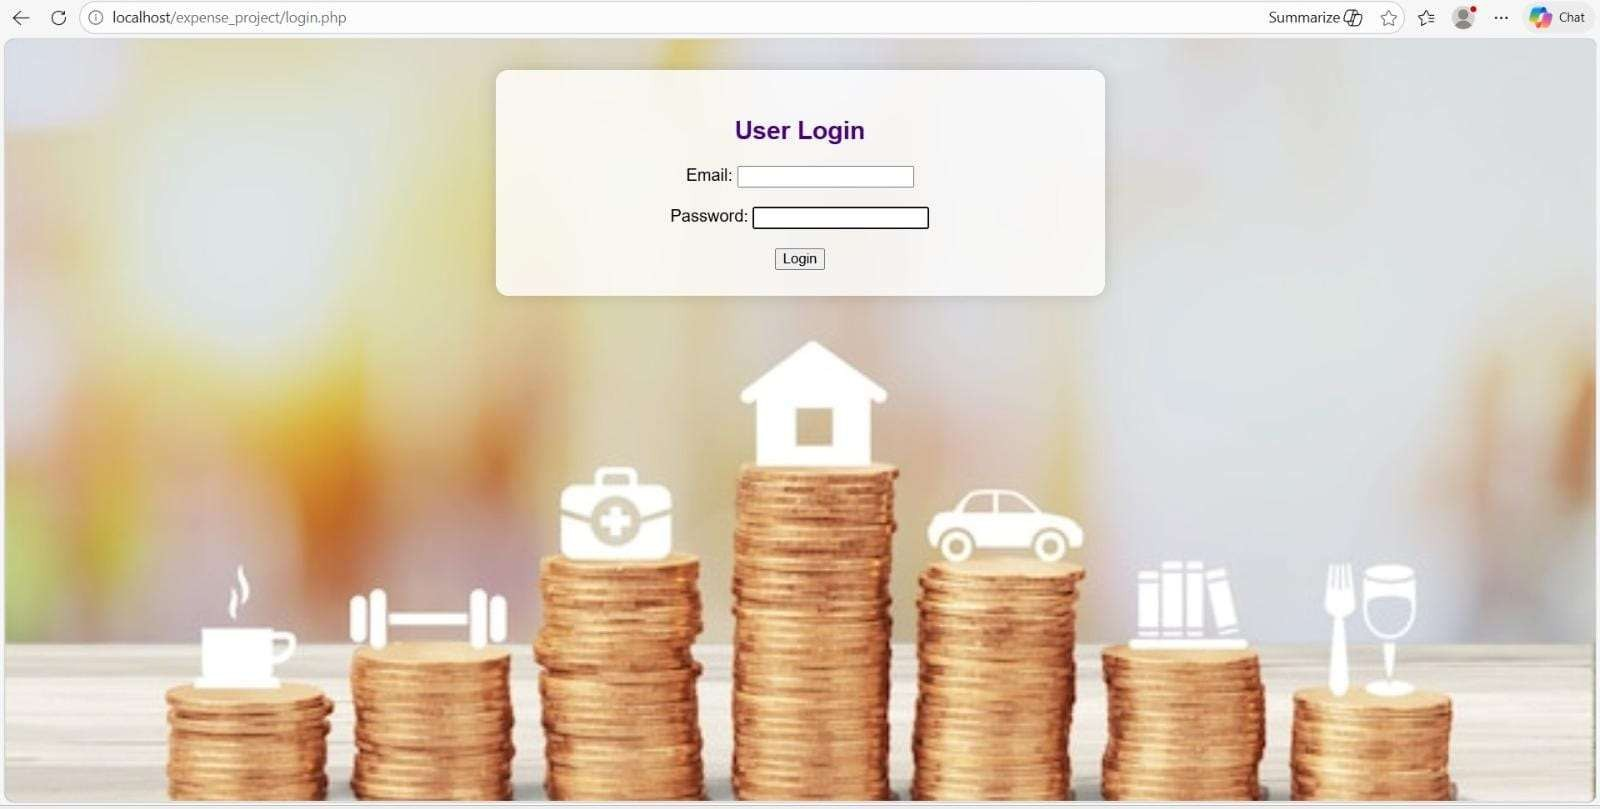 localhost/expense_project/login.php
Summarize
Chat
User Login
Email:
Password:
Login